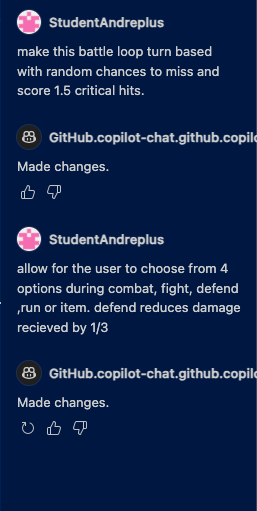 StudentAndreplus
make this battle loop turn based
with random chances to miss and
score 1.5 critical hits.
GitHub.copilot-chat.github.copil
Made changes.
StudentAndreplus
allow for the user to choose from 4
options during combat, fight, defend
,run or item. defend reduces damage
recieved by 1/3
GitHub.copilot-chat.github.copil
Made changes.